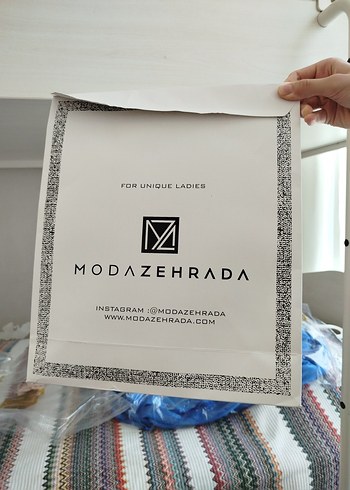 FOR UNIQUE LADIES
MODAZEHRADA
INSTAGRAM :@MODAZEHRADA
WWW.MODAZEHRADA.COM